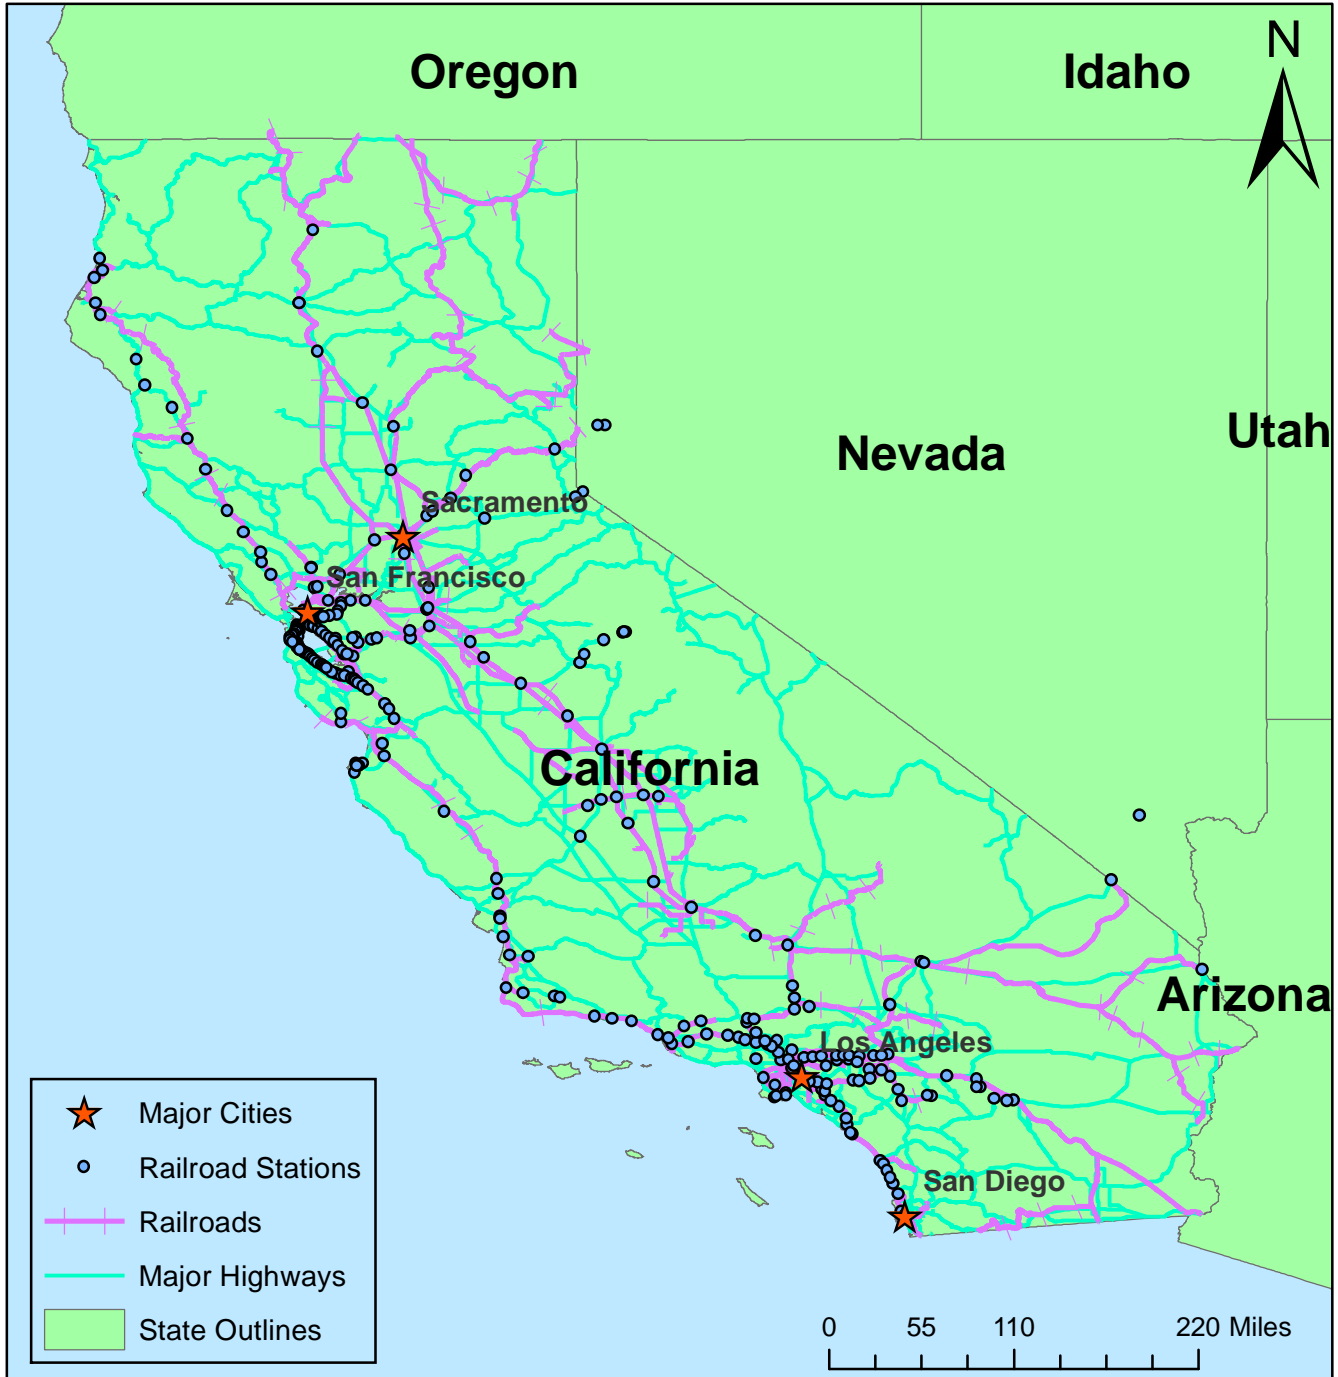 N
Oregon
Idaho
Utah
Nevada
Sacramento
San Francisco
California
Arizona
Los Angeles
San Diego
Major Cities
Railroad Stations
Railroads
Major Highways
State Outlines
0 55 110 220 Miles